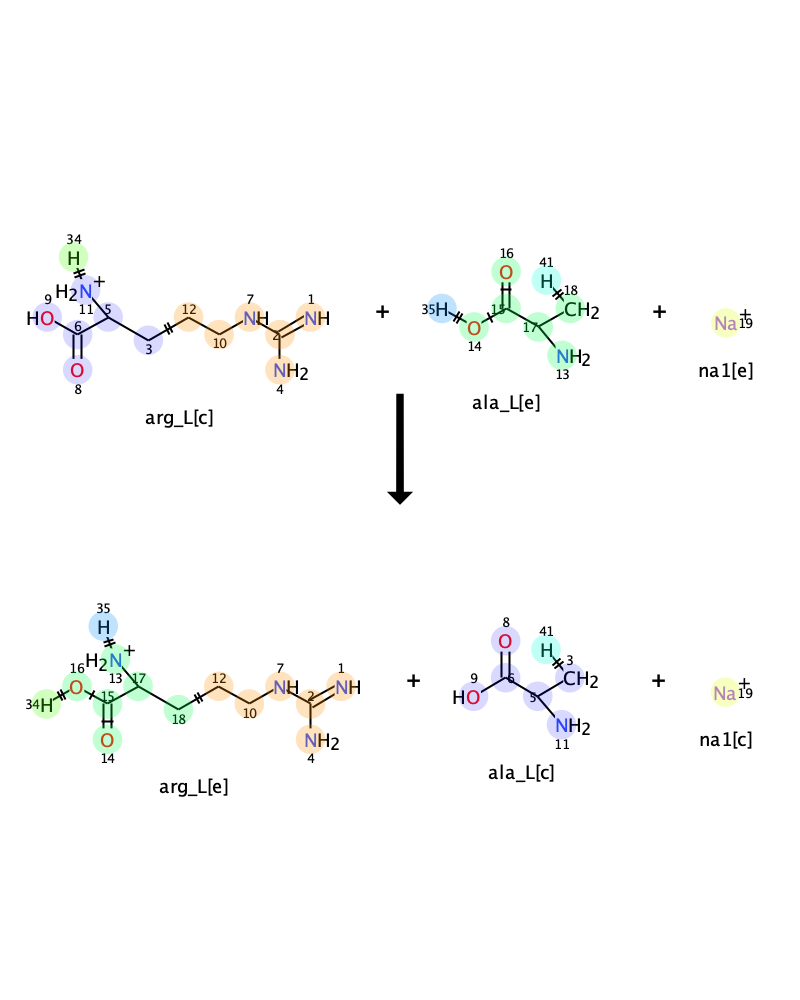 34
H
H2N+
9 11 5 12 7 1
HO 6 NH 2 NH
3 10
O NH2
8 4
arg_L[c]
+
16 41
O H 18
35 H 15 CH2
O 17
14 NH2
13
ala_L[e]
+
Na+
19
na1[e]
35
H
H2N+
16 13 17 12 7 1
34 H O 15 NH 2 NH
18 10
O NH2
14 4
arg_L[e]
+
8 41
O H 3
9 6 CH2
HO 5
NH2
11
ala_L[c]
+
Na+
19
na1[c]